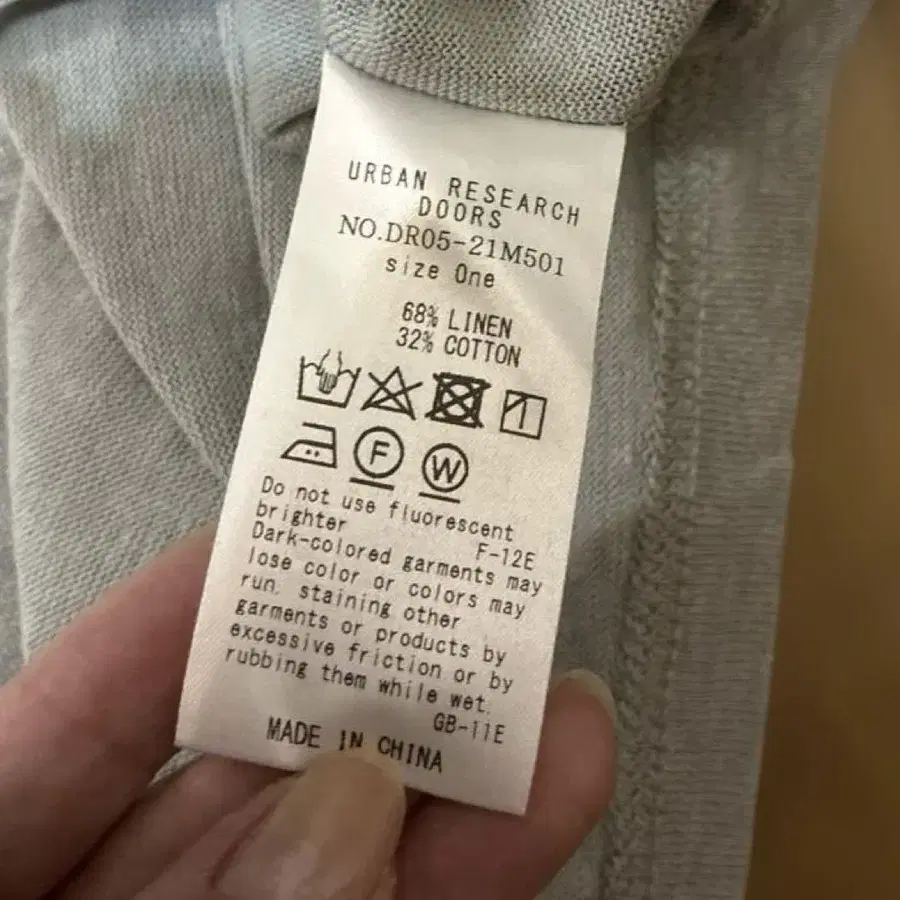 URBAN RESEARCH
DOORS
NO.DR05-21M501
size One
68% LINEN
32% COTTON
F
W
Do not use fluorescent
brighter
F-12E
Dark-colored garments may
lose color or colors may
run, staining other
garments or products by
excessive friction or by
rubbing them while wet.
GB-11E
MADE IN CHINA